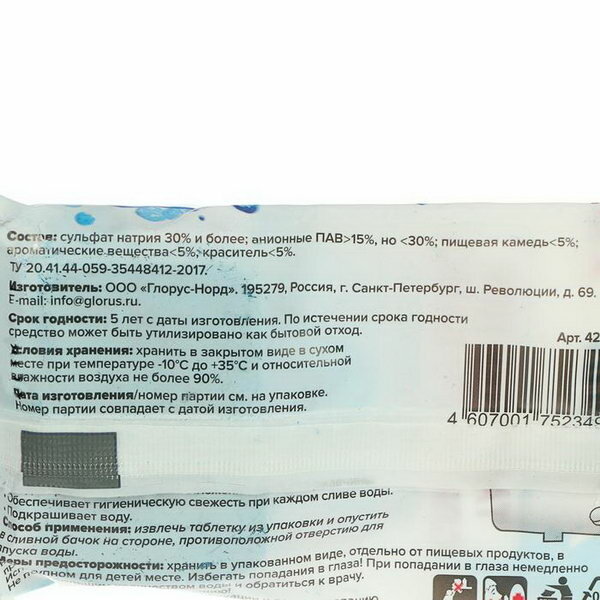 Состав: сульфат натрия 30% и более; анионные ПАВ>15%, но <30%; пищевая камедь<5%;
ароматические вещества<5%; краситель<5%.
ТУ 20.41.44-059-35448412-2017.
Изготовитель: ООО «Глорус-Норд». 195279, Россия, г. Санкт-Петербург, ш. Революции, д. 69.
E-mail: info@glorus.ru.
Срок годности: 5 лет с даты изготовления. По истечении срока годности
средство может быть утилизировано как бытовой отход.
Арт. 42
Условия хранения: хранить в закрытом виде в сухом
месте при температуре -10°С до +35°С и относительной
влажности воздуха не более 90%.
Дата изготовления/номер партии см. на упаковке.
Номер партии совпадает с датой изготовления.
4 607001 752349
• Обеспечивает гигиеническую свежесть при каждом сливе воды.
• Подкрашивает воду.
Способ применения: извлечь таблетку из упаковки и опустить
в сливной бачок на стороне, противоположной отверстию для
пуска воды.
Меры предосторожности: хранить в упакованном виде, отдельно от пищевых продуктов, в
недоступном для детей месте. Избегать попадания в глаза! При попадании в глаза немедленно
воды и обратиться к врачу.